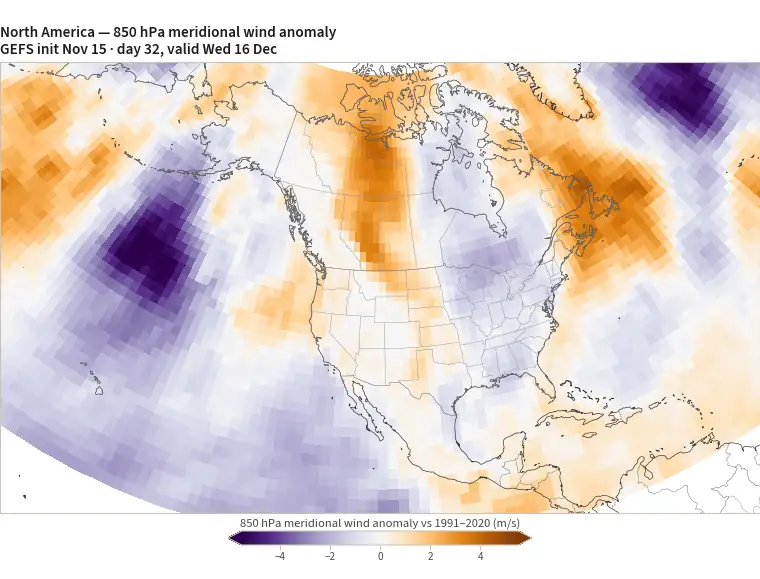 North America — 850 hPa meridional wind anomaly
GEFS init Nov 15 · day 32, valid Wed 16 Dec
850 hPa meridional wind anomaly vs 1991–2020 (m/s)
−4 −2 0 2 4